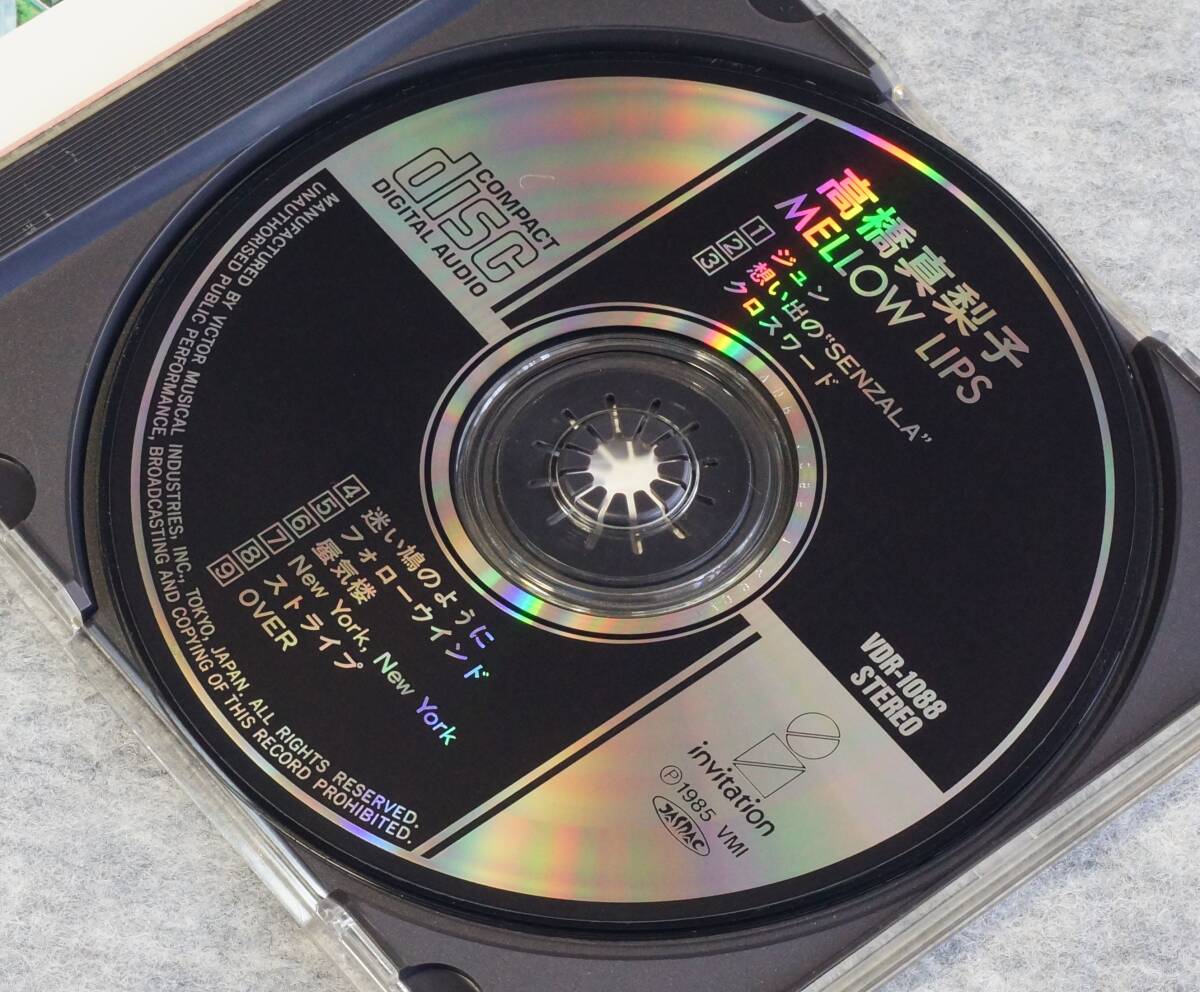 高橋真梨子
MELLOW LIPS
1 ジュン
2 想い出の“SENZALA”
3 クロスワード
COMPACT
disc
DIGITAL AUDIO
4 迷い鳩のように
5 フォローウインド
6 蜃気楼
7 New York, New York
8 ストライプ
9 OVER
VDR-1088
STEREO
invitation
Ⓟ1985 VMI
JASRAC
MANUFACTURED BY VICTOR MUSICAL INDUSTRIES, INC., TOKYO, JAPAN. ALL RIGHTS RESERVED.
UNAUTHORISED PUBLIC PERFORMANCE, BROADCASTING AND COPYING OF THIS RECORD PROHIBITED.